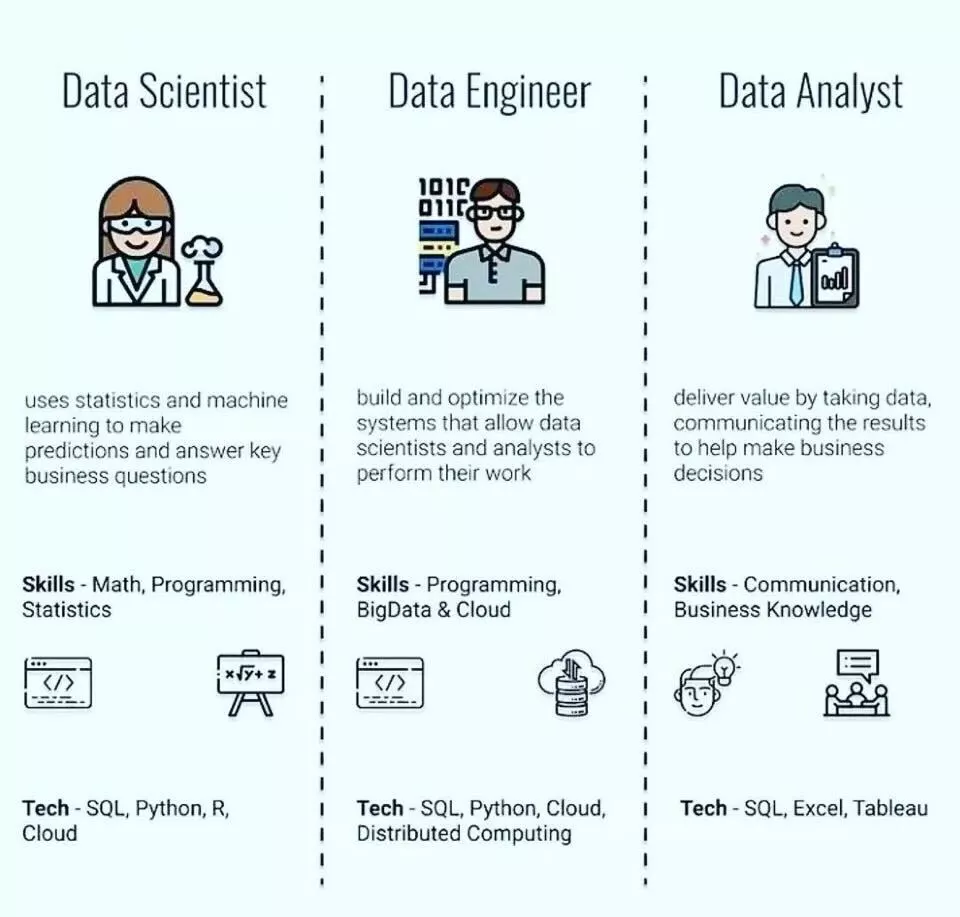 Data Scientist
uses statistics and machine
learning to make
predictions and answer key
business questions
Skills - Math, Programming,
Statistics
</>
x√y+ z
Tech - SQL, Python, R,
Cloud
Data Engineer
101C
011C
build and optimize the
systems that allow data
scientists and analysts to
perform their work
Skills - Programming,
BigData & Cloud
</>
Tech - SQL, Python, Cloud,
Distributed Computing
Data Analyst
deliver value by taking data,
communicating the results
to help make business
decisions
Skills - Communication,
Business Knowledge
Tech - SQL, Excel, Tableau